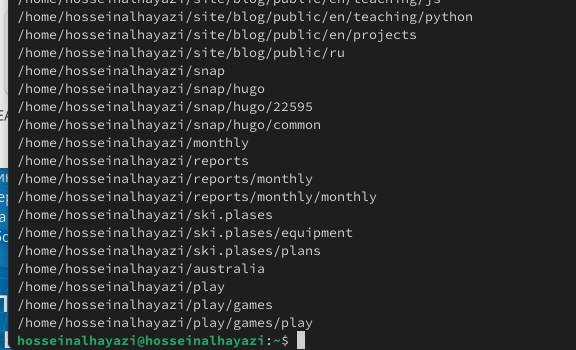 /home/hosseinalhayazi/site/blog/public/en/teaching/js
/home/hosseinalhayazi/site/blog/public/en/teaching/python
/home/hosseinalhayazi/site/blog/public/en/projects
/home/hosseinalhayazi/site/blog/public/ru
/home/hosseinalhayazi/snap
/home/hosseinalhayazi/snap/hugo
/home/hosseinalhayazi/snap/hugo/22595
/home/hosseinalhayazi/snap/hugo/common
/home/hosseinalhayazi/monthly
/home/hosseinalhayazi/reports
/home/hosseinalhayazi/reports/monthly
/home/hosseinalhayazi/reports/monthly/monthly
/home/hosseinalhayazi/ski.plases
/home/hosseinalhayazi/ski.plases/equipment
/home/hosseinalhayazi/ski.plases/plans
/home/hosseinalhayazi/australia
/home/hosseinalhayazi/play
/home/hosseinalhayazi/play/games
/home/hosseinalhayazi/play/games/play
hosseinalhayazi@hosseinalhayazi:~$